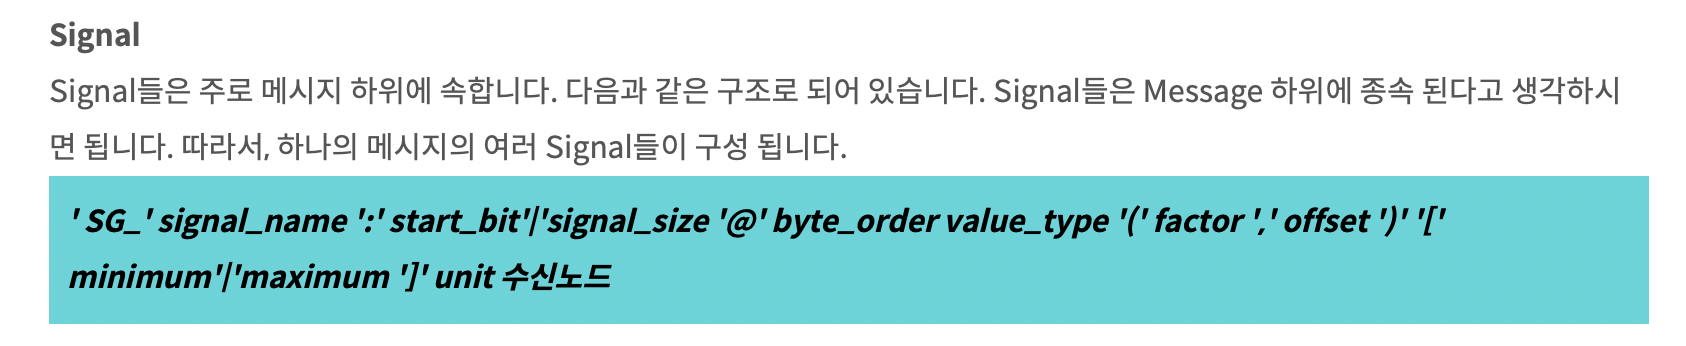 Signal
Signal들은 주로 메시지 하위에 속합니다. 다음과 같은 구조로 되어 있습니다. Signal들은 Message 하위에 종속 된다고 생각하시
면 됩니다. 따라서, 하나의 메시지의 여러 Signal들이 구성 됩니다.
' SG_' signal_name ':' start_bit'|'signal_size '@' byte_order value_type '(' factor ',' offset ')' '['
minimum'|'maximum ']' unit 수신노드